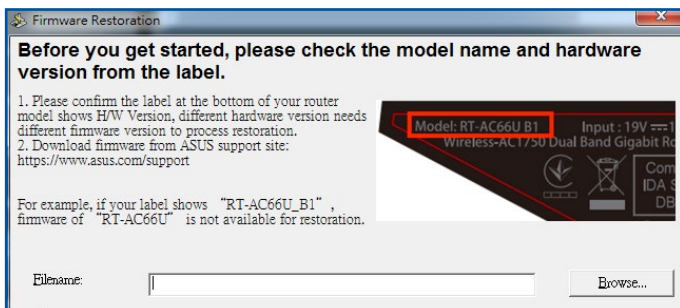 Firmware Restoration
Before you get started, please check the model name and hardware
version from the label.
1. Please confirm the label at the bottom of your router
model shows H/W Version, different hardware version needs
different firmware version to process restoration.
2. Download firmware from ASUS support site:
https://www.asus.com/support
For example, if your label shows “RT-AC66U_B1”,
firmware of “RT-AC66U” is not available for restoration.
Model: RT-AC66U B1 Input : 19V
Wireless-AC1750 Dual Band Gigabit
Com
IDA
DB
Filename:
Browse...